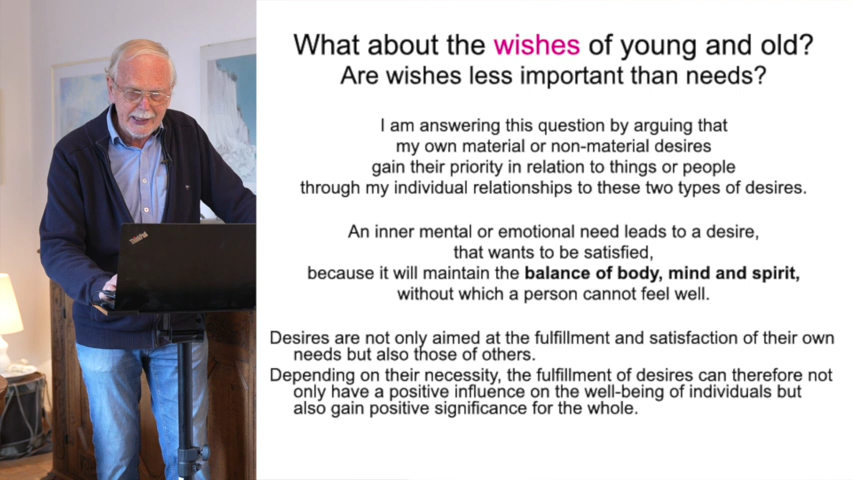 What about the wishes of young and old?
Are wishes less important than needs?
I am answering this question by arguing that
my own material or non-material desires
gain their priority in relation to things or people
through my individual relationships to these two types of desires.
An inner mental or emotional need leads to a desire,
that wants to be satisfied,
because it will maintain the balance of body, mind and spirit,
without which a person cannot feel well.
Desires are not only aimed at the fulfillment and satisfaction of their own
needs but also those of others.
Depending on their necessity, the fulfillment of desires can therefore not
only have a positive influence on the well-being of individuals but
also gain positive significance for the whole.
ThinkPad